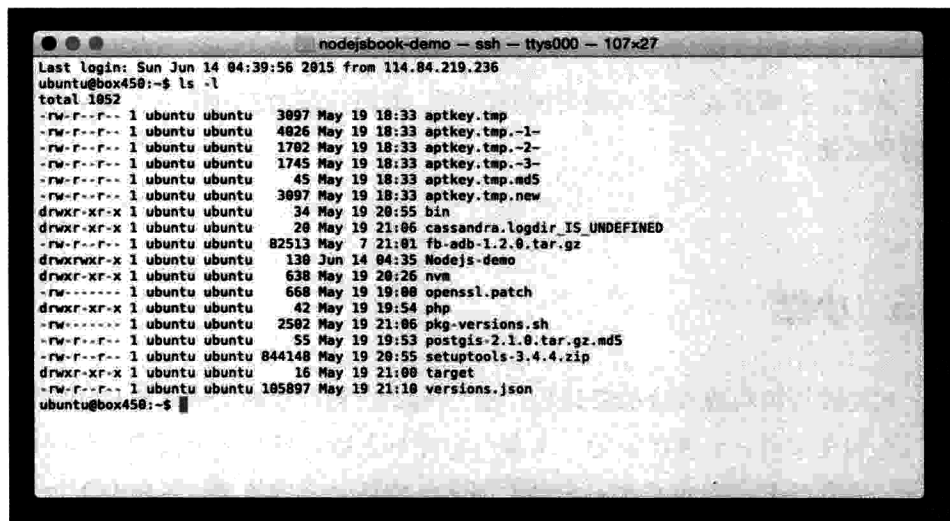 nodejsbook-demo — ssh — ttys000 — 107×27
Last login: Sun Jun 14 04:39:56 2015 from 114.84.219.236
ubuntu@box450:~$ ls -l
total 1052
-rw-r--r-- 1 ubuntu ubuntu   3097 May 19 18:33 aptkey.tmp
-rw-r--r-- 1 ubuntu ubuntu   4026 May 19 18:33 aptkey.tmp.~1~
-rw-r--r-- 1 ubuntu ubuntu   1702 May 19 18:33 aptkey.tmp.~2~
-rw-r--r-- 1 ubuntu ubuntu   1745 May 19 18:33 aptkey.tmp.~3~
-rw-r--r-- 1 ubuntu ubuntu     45 May 19 18:33 aptkey.tmp.md5
-rw-r--r-- 1 ubuntu ubuntu   3097 May 19 18:33 aptkey.tmp.new
drwxr-xr-x 1 ubuntu ubuntu     34 May 19 20:55 bin
drwxr-xr-x 1 ubuntu ubuntu     20 May 19 21:06 cassandra.logdir_IS_UNDEFINED
-rw-r--r-- 1 ubuntu ubuntu  82513 May  7 21:01 fb-adb-1.2.0.tar.gz
drwxrwxr-x 1 ubuntu ubuntu    130 Jun 14 04:35 Nodejs-demo
drwxr-xr-x 1 ubuntu ubuntu    638 May 19 20:26 nvm
-rw------- 1 ubuntu ubuntu    668 May 19 19:00 openssl.patch
drwxr-xr-x 1 ubuntu ubuntu     42 May 19 19:54 php
-rw------- 1 ubuntu ubuntu   2502 May 19 21:06 pkg-versions.sh
-rw-r--r-- 1 ubuntu ubuntu     55 May 19 19:53 postgis-2.1.0.tar.gz.md5
-rw-r--r-- 1 ubuntu ubuntu 844148 May 19 20:55 setuptools-3.4.4.zip
drwxr-xr-x 1 ubuntu ubuntu     16 May 19 21:00 target
-rw-r--r-- 1 ubuntu ubuntu 105897 May 19 21:10 versions.json
ubuntu@box450:~$